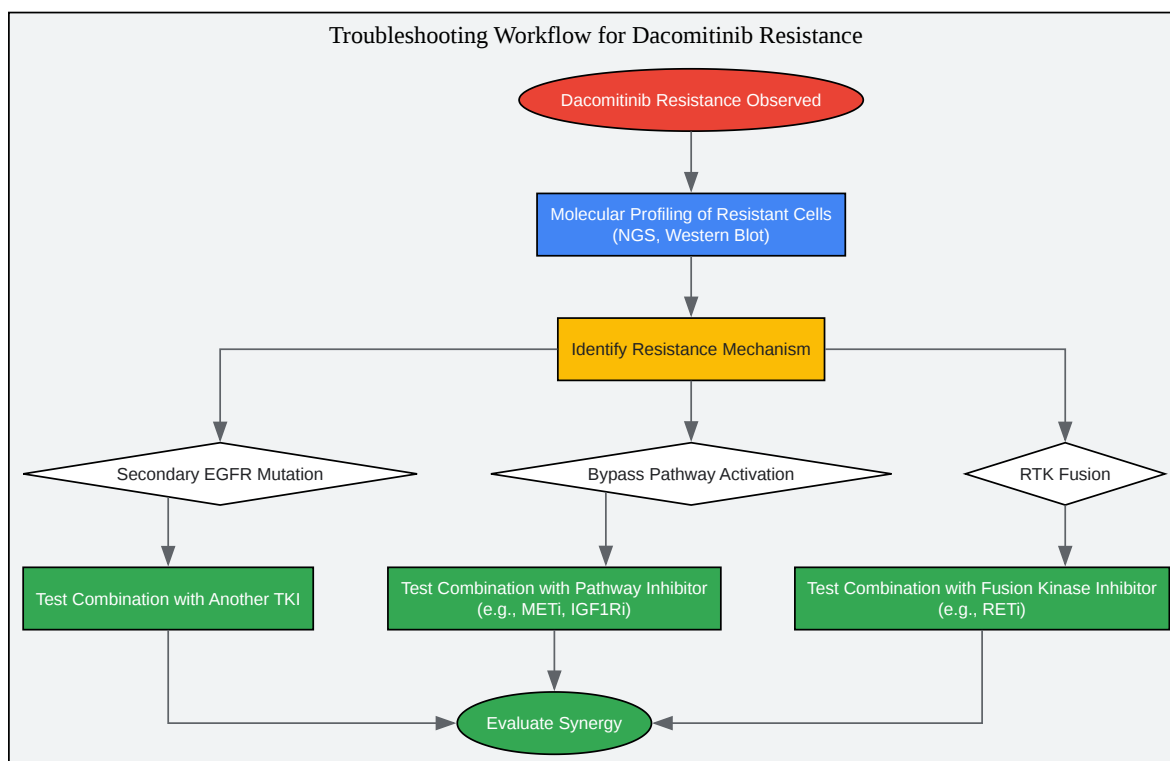 Troubleshooting Workflow for Dacomitinib Resistance
Dacomitinib Resistance Observed
Molecular Profiling of Resistant Cells
(NGS, Western Blot)
Identify Resistance Mechanism
Secondary EGFR Mutation
Bypass Pathway Activation
RTK Fusion
Test Combination with Another TKI
Test Combination with Pathway Inhibitor
(e.g., METi, IGF1Ri)
Test Combination with Fusion Kinase Inhibitor
(e.g., RETi)
Evaluate Synergy